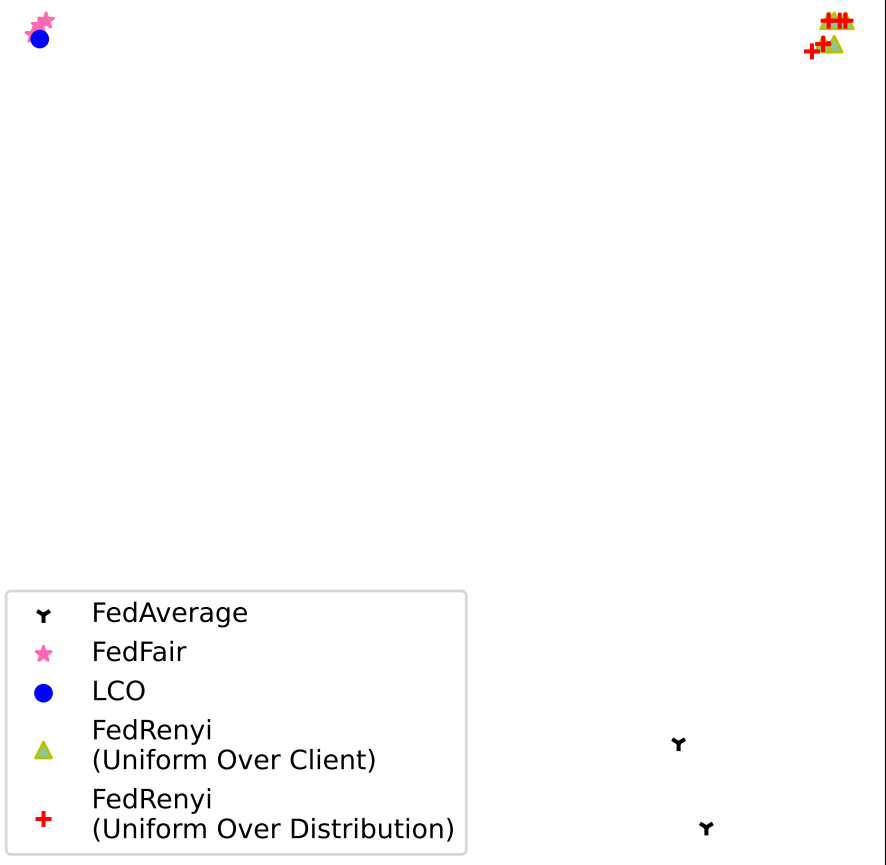 FedAverage
FedFair
LCO
FedRenyi
(Uniform Over Client)
FedRenyi
(Uniform Over Distribution)